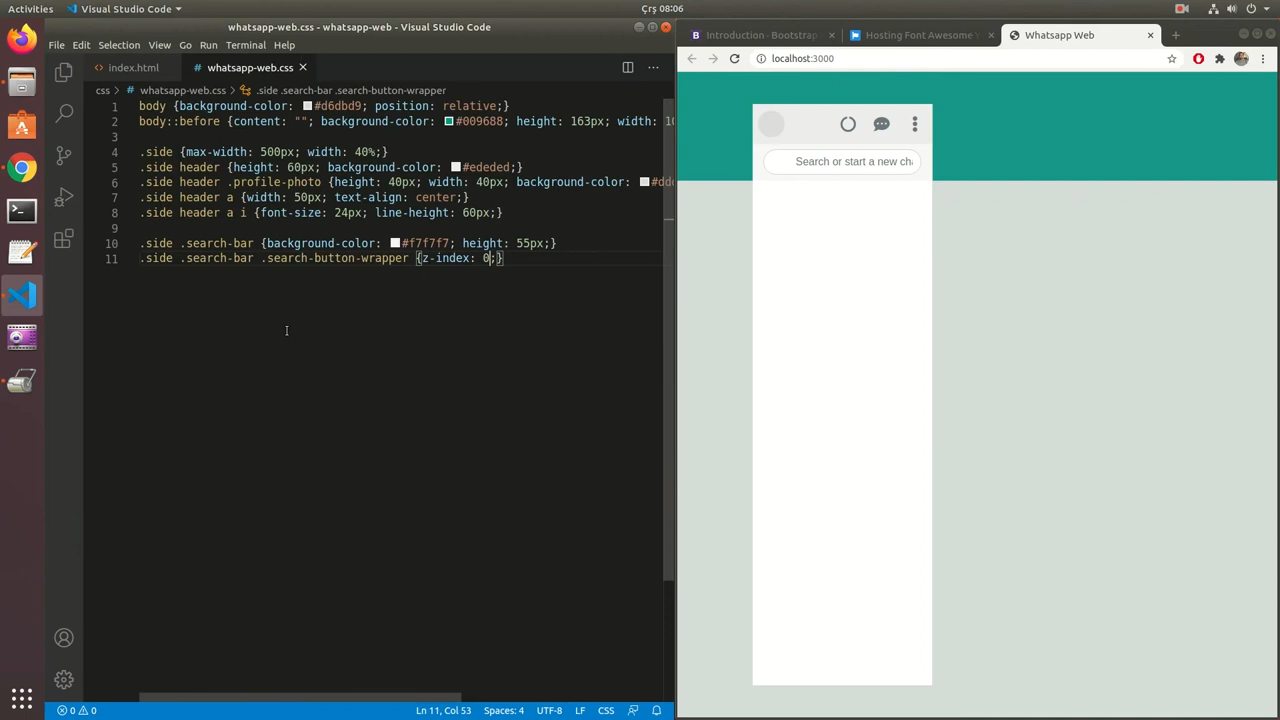 Activities
Visual Studio Code
Çrş 08:06
whatsapp-web.css - whatsapp-web - Visual Studio Code
File Edit Selection View Go Run Terminal Help
index.html
whatsapp-web.css
css > whatsapp-web.css > .side .search-bar .search-button-wrapper
1 body {background-color: #d6dbd9; position: relative;}
2 body::before {content: ""; background-color: #009688; height: 163px; width: 10
3
4 .side {max-width: 500px; width: 40%;}
5 .side header {height: 60px; background-color: #ededed;}
6 .side header .profile-photo {height: 40px; width: 40px; background-color: #ddd
7 .side header a {width: 50px; text-align: center;}
8 .side header a i {font-size: 24px; line-height: 60px;}
9
10 .side .search-bar {background-color: #f7f7f7; height: 55px;}
11 .side .search-bar .search-button-wrapper {z-index: 0;}
0 0
Ln 11, Col 53
Spaces: 4
UTF-8
LF
CSS
Introduction · Bootstrap
Hosting Font Awesome Y
Whatsapp Web
localhost:3000
Search or start a new cha